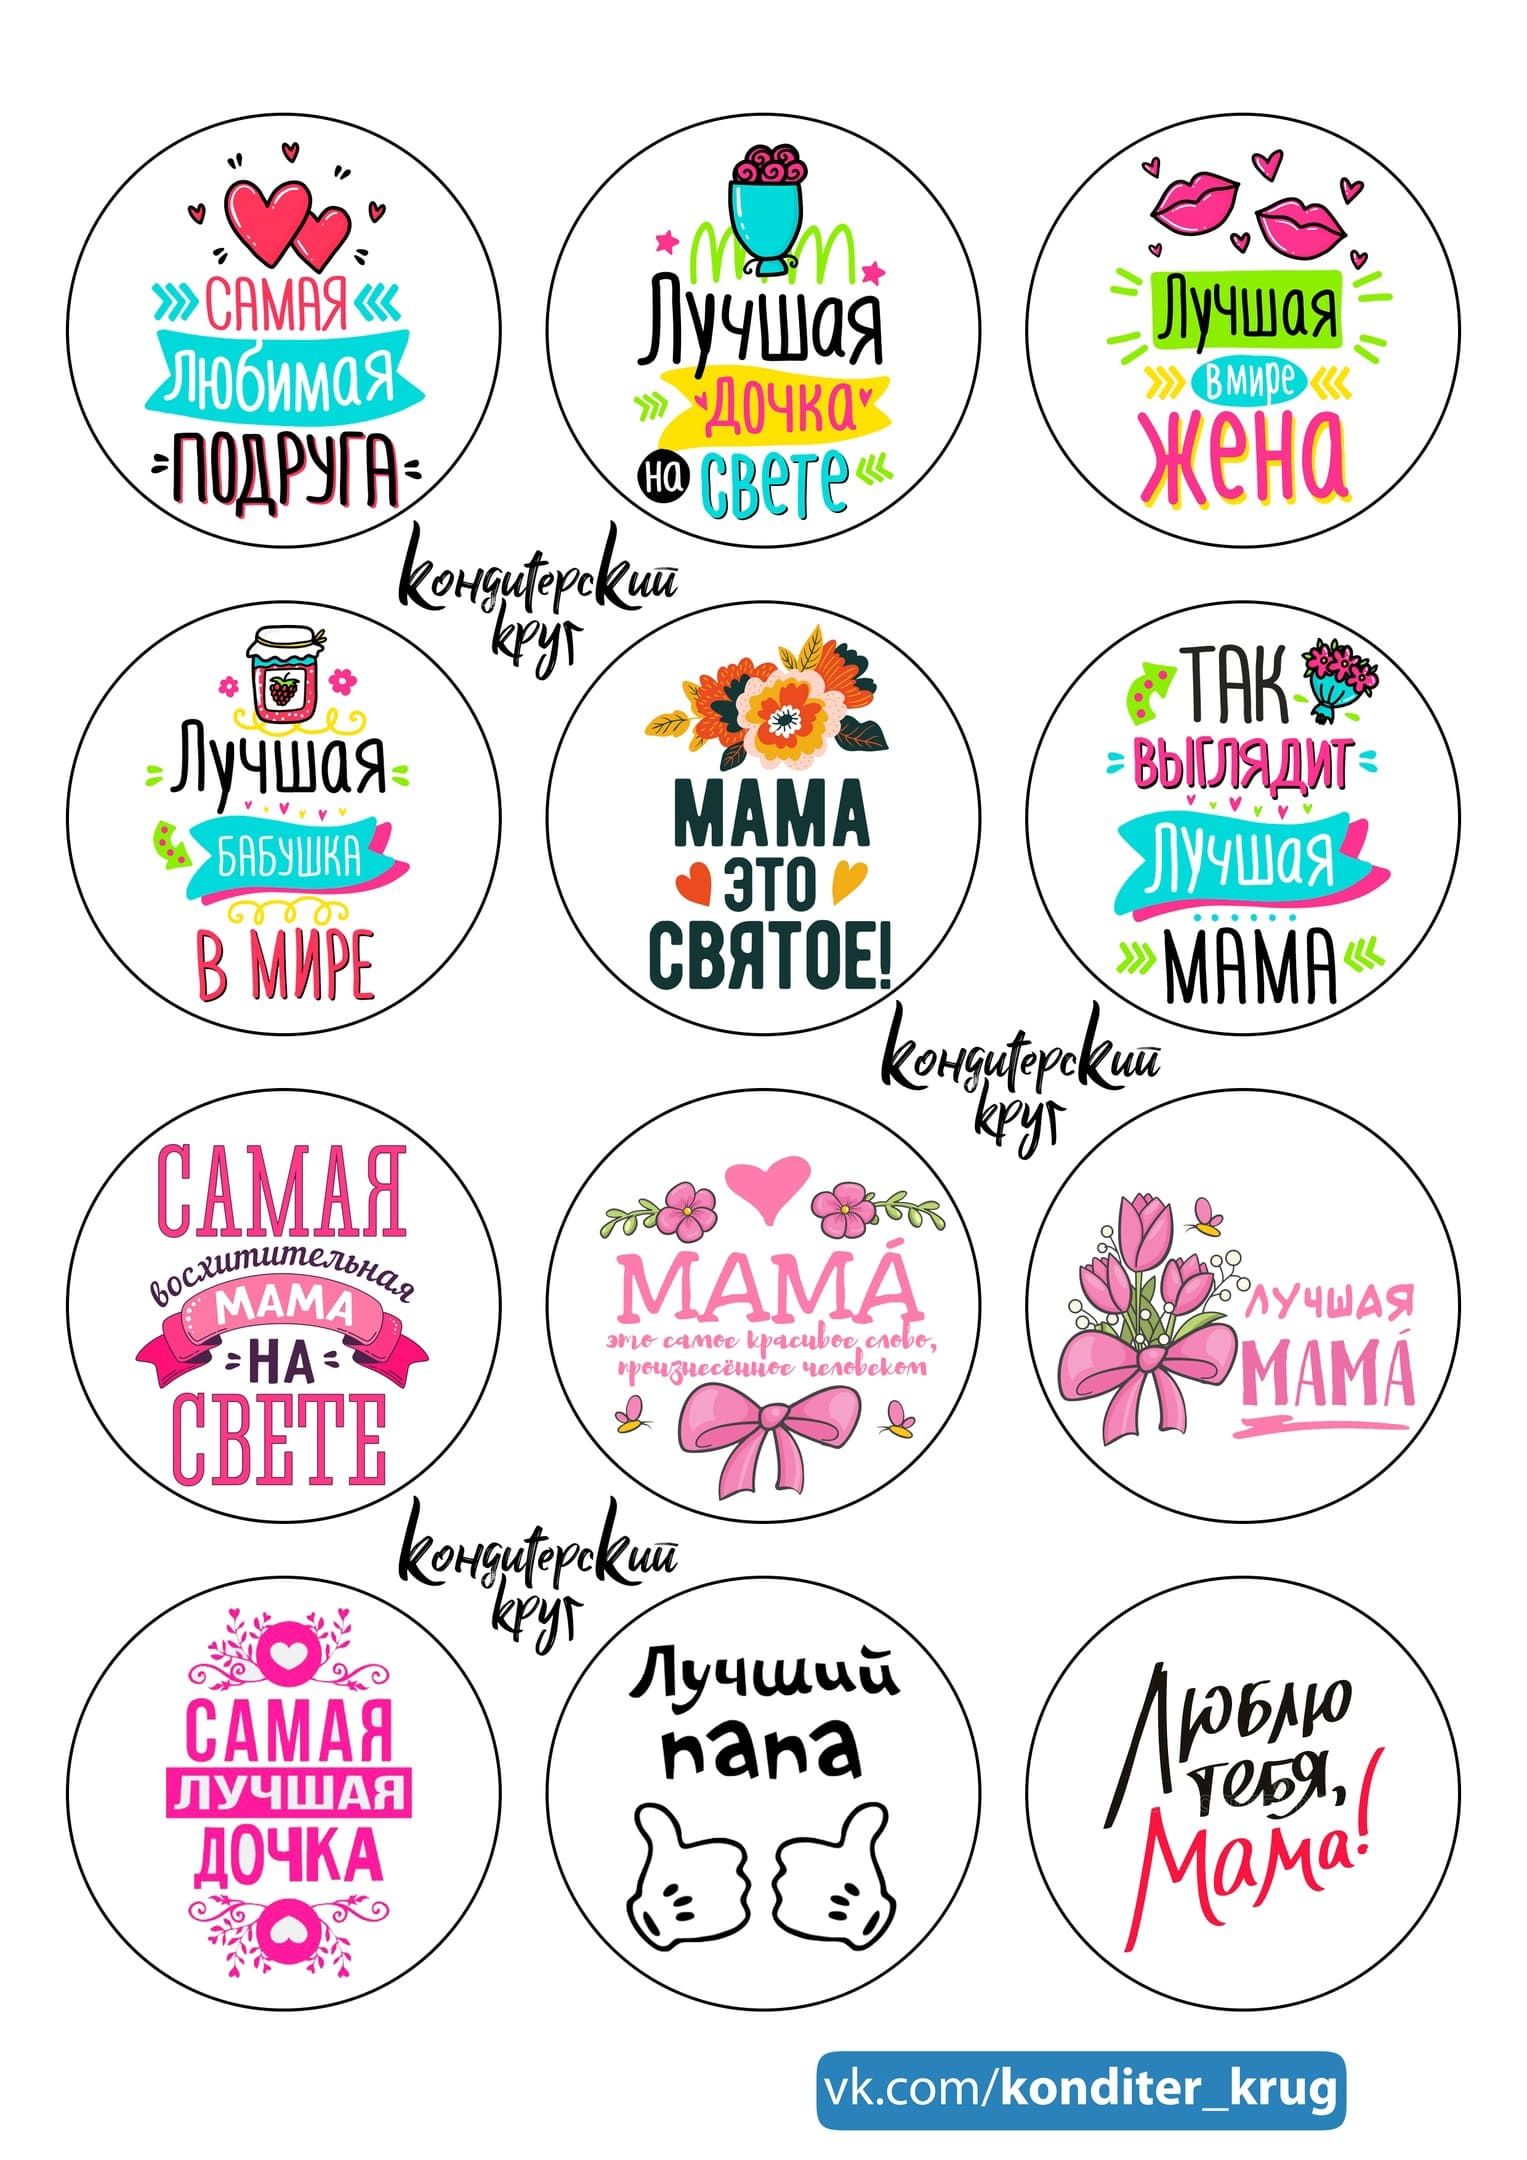 САМАЯ
ЛЮБИМАЯ
ПОДРУГА
МОМ
Лучшая
ДОЧКА
НА СВЕТЕ
Лучшая
В МИРЕ
ЖЕНА
Кондитерский
круг
Лучшая
БАБУШКА
В МИРЕ
МАМА
ЭТО
СВЯТОЕ!
ТАК
ВЫГЛЯДИТ
Лучшая
МАМА
Кондитерский
круг
САМАЯ
восхитительная
МАМА
НА
СВЕТЕ
МАМА́
это самое красивое слово,
произнесённое человеком
ЛУЧШАЯ
МАМА́
Кондитерский
круг
САМАЯ
ЛУЧШАЯ
ДОЧКА
Лучший
папа
Люблю
тебя,
Мама!
vk.com/konditer_krug